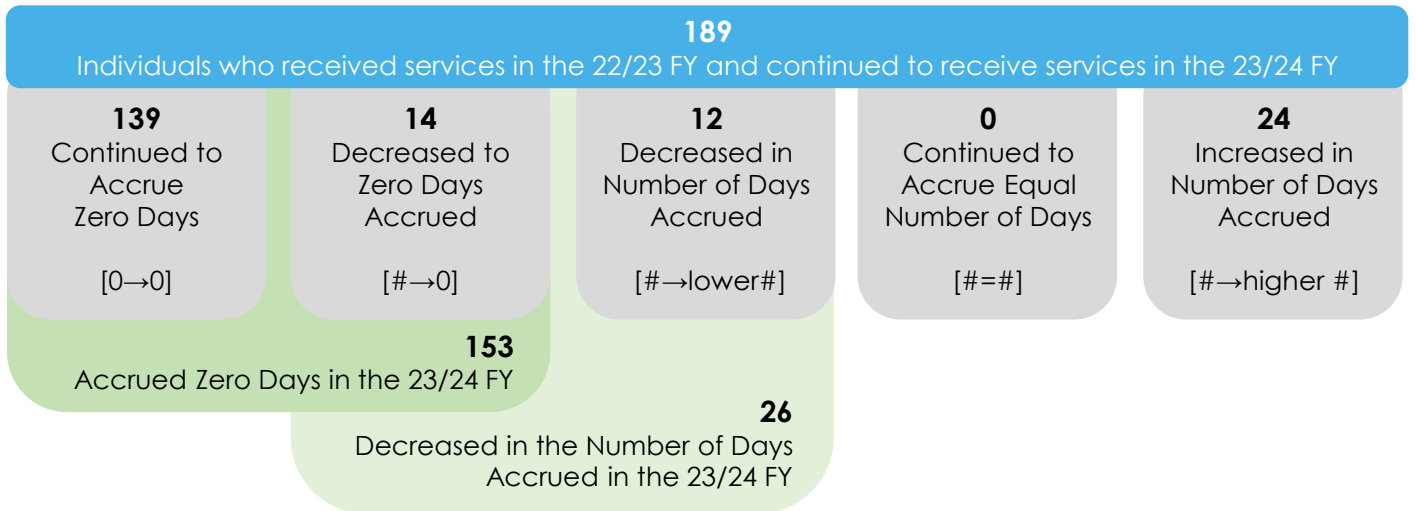 189
Individuals who received services in the 22/23 FY and continued to receive services in the 23/24 FY
139
Continued to
Accrue
Zero Days
[0→0]
14
Decreased to
Zero Days
Accrued
[#→0]
12
Decreased in
Number of Days
Accrued
[#→lower#]
0
Continued to
Accrue Equal
Number of Days
[#=#]
24
Increased in
Number of Days
Accrued
[#→higher #]
153
Accrued Zero Days in the 23/24 FY
26
Decreased in the Number of Days
Accrued in the 23/24 FY